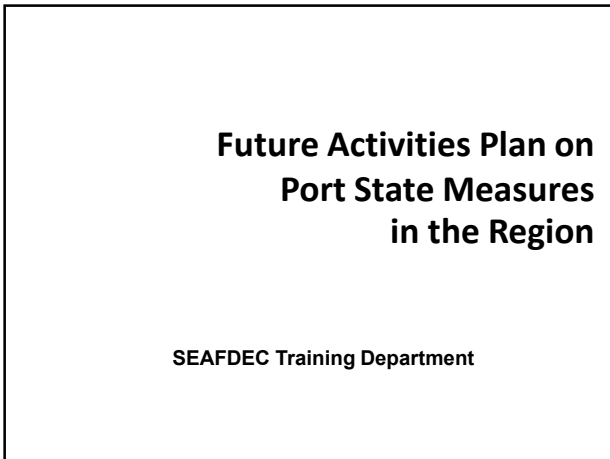 Future Activities Plan on
Port State Measures
in the Region
SEAFDEC Training Department